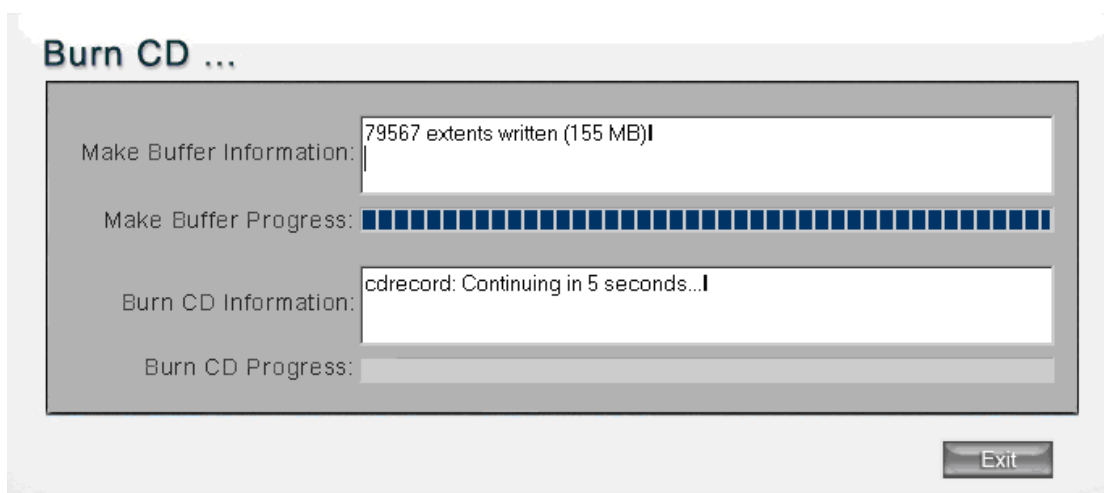 Burn CD ...
Make Buffer Information:
79567 extents written (155 MB)
Make Buffer Progress:
Burn CD Information:
cdrecord: Continuing in 5 seconds...
Burn CD Progress:
Exit